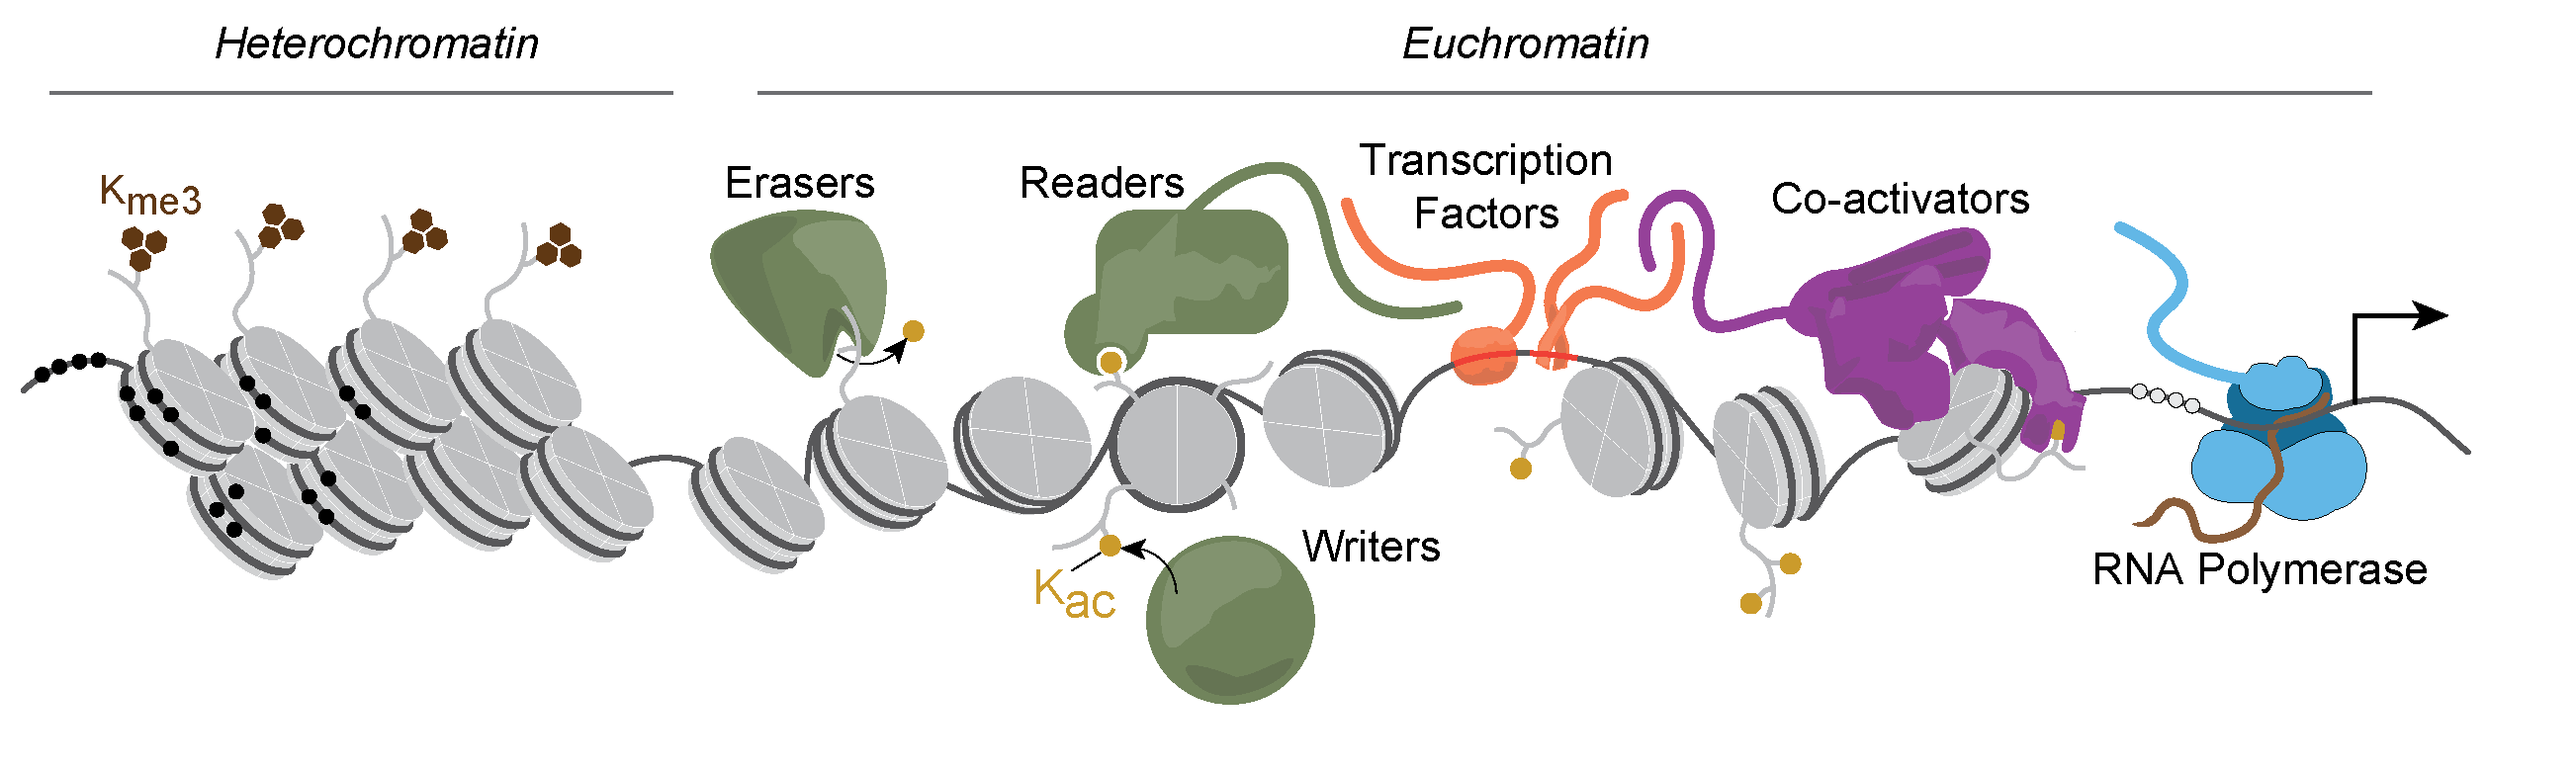 Heterochromatin
Euchromatin
Kme3
Erasers
Readers
Transcription
Factors
Co-activators
Writers
Kac
RNA Polymerase